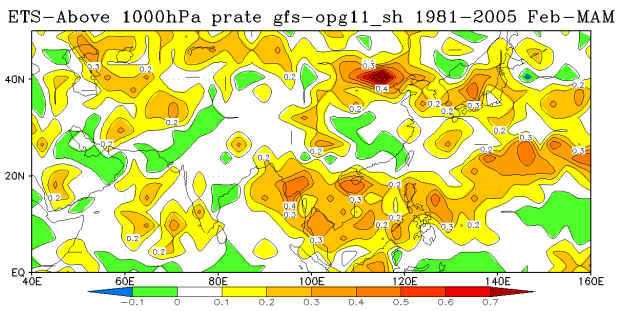 ETS-Above 1000hPa prate gfs-opg11_sh 1981-2005 Feb-MAM
40N
20N
EQ
40E 60E 80E 100E 120E 140E 160E
-0.1 0 0.1 0.2 0.3 0.4 0.5 0.6 0.7